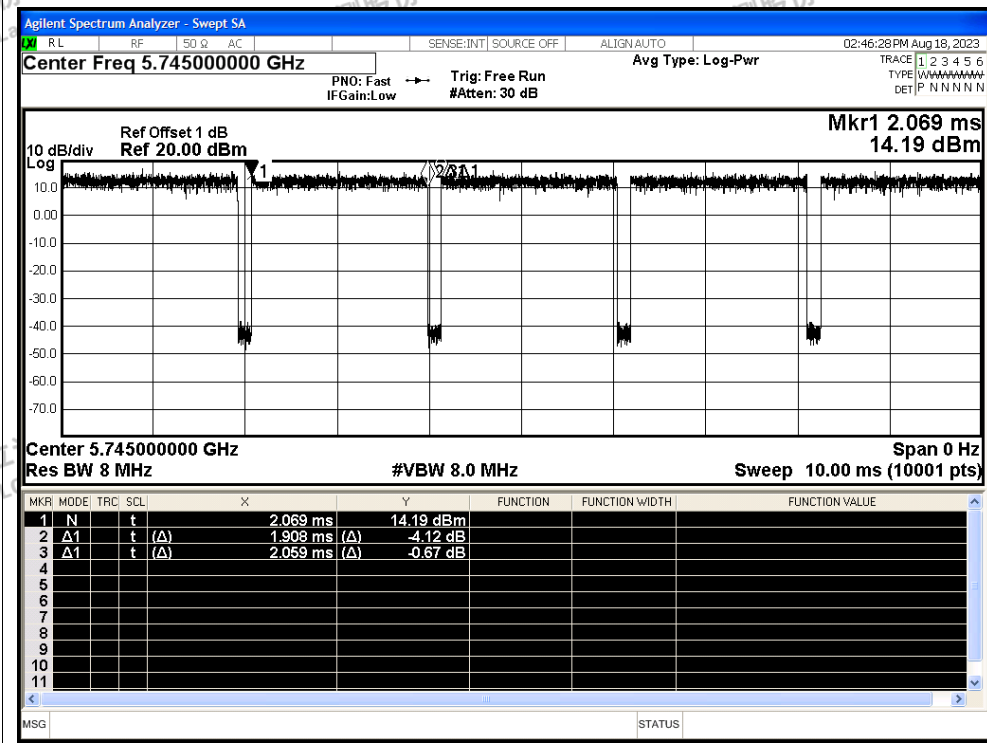 Agilent Spectrum Analyzer - Swept SA
LXI RL RF 50 Ω AC SENSE:INT SOURCE OFF ALIGN AUTO 02:46:28 PM Aug 18, 2023
Center Freq 5.745000000 GHz
PNO: Fast
IFGain:Low
Trig: Free Run
#Atten: 30 dB
Avg Type: Log-Pwr
TRACE 1 2 3 4 5 6
TYPE
DET P N N N N N
Mkr1 2.069 ms
14.19 dBm
Ref Offset 1 dB
10 dB/div Ref 20.00 dBm
Log
1 2Δ1 3Δ1
10.0
0.00
-10.0
-20.0
-30.0
-40.0
-50.0
-60.0
-70.0
Center 5.745000000 GHz Span 0 Hz
Res BW 8 MHz #VBW 8.0 MHz Sweep 10.00 ms (10001 pts)
MKR MODE TRC SCL X Y FUNCTION FUNCTION WIDTH FUNCTION VALUE
1 N t 2.069 ms 14.19 dBm
2 Δ1 t (Δ) 1.908 ms (Δ) -4.12 dB
3 Δ1 t (Δ) 2.059 ms (Δ) -0.67 dB
4
5
6
7
8
9
10
11
MSG STATUS